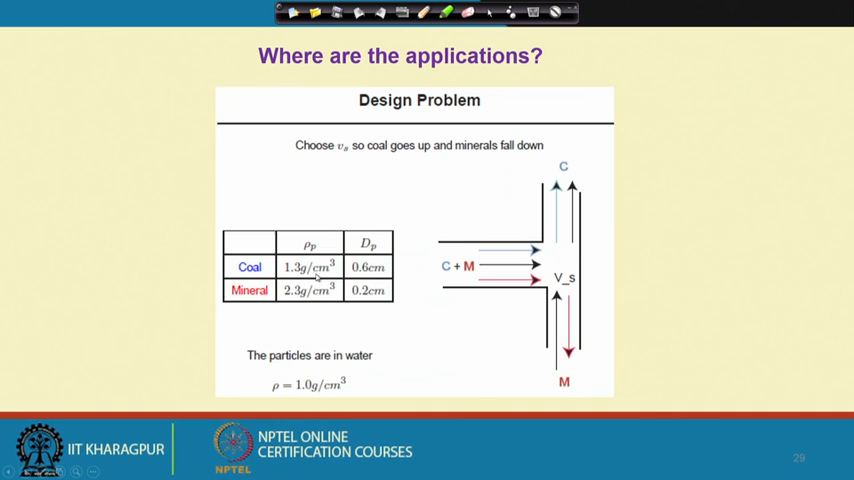 Where are the applications?
Design Problem
Choose v_s so coal goes up and minerals fall down
C
ρ_p D_p
Coal 1.3g/cm³ 0.6cm
Mineral 2.3g/cm³ 0.2cm
C + M
V_s
The particles are in water
ρ = 1.0g/cm³
M
IIT KHARAGPUR
NPTEL
NPTEL ONLINE
CERTIFICATION COURSES
29